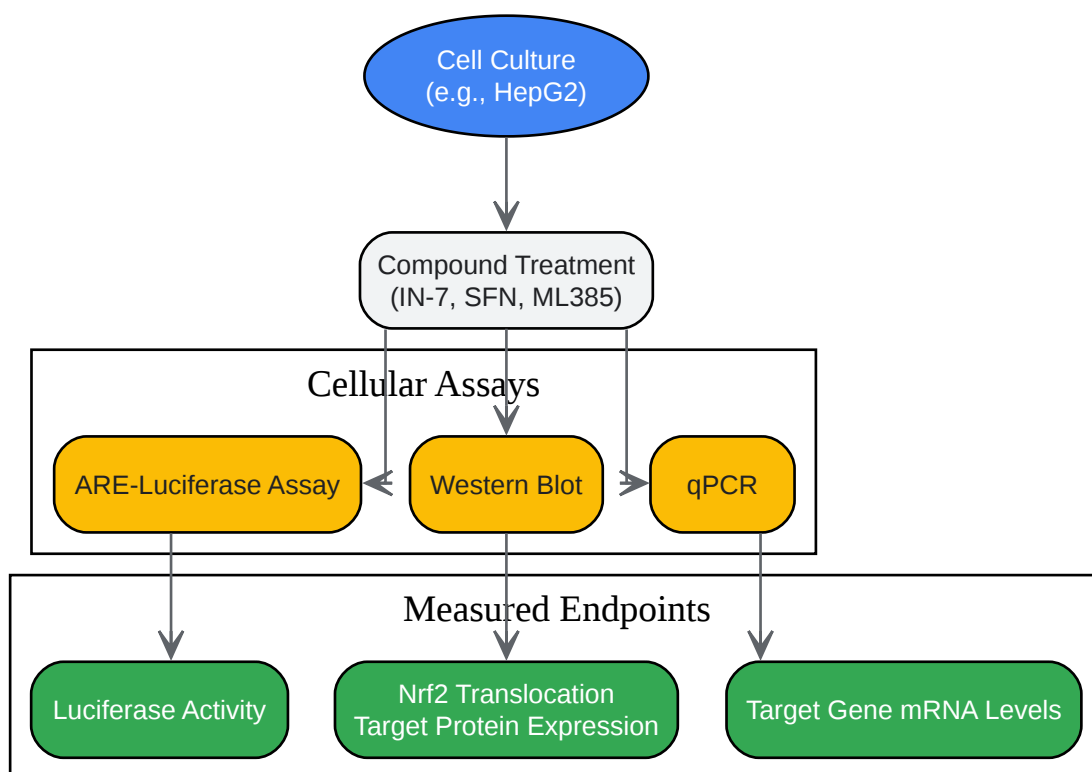 Cell Culture
(e.g., HepG2)
Compound Treatment
(IN-7, SFN, ML385)
Cellular Assays
ARE-Luciferase Assay
Western Blot
qPCR
Measured Endpoints
Luciferase Activity
Nrf2 Translocation
Target Protein Expression
Target Gene mRNA Levels